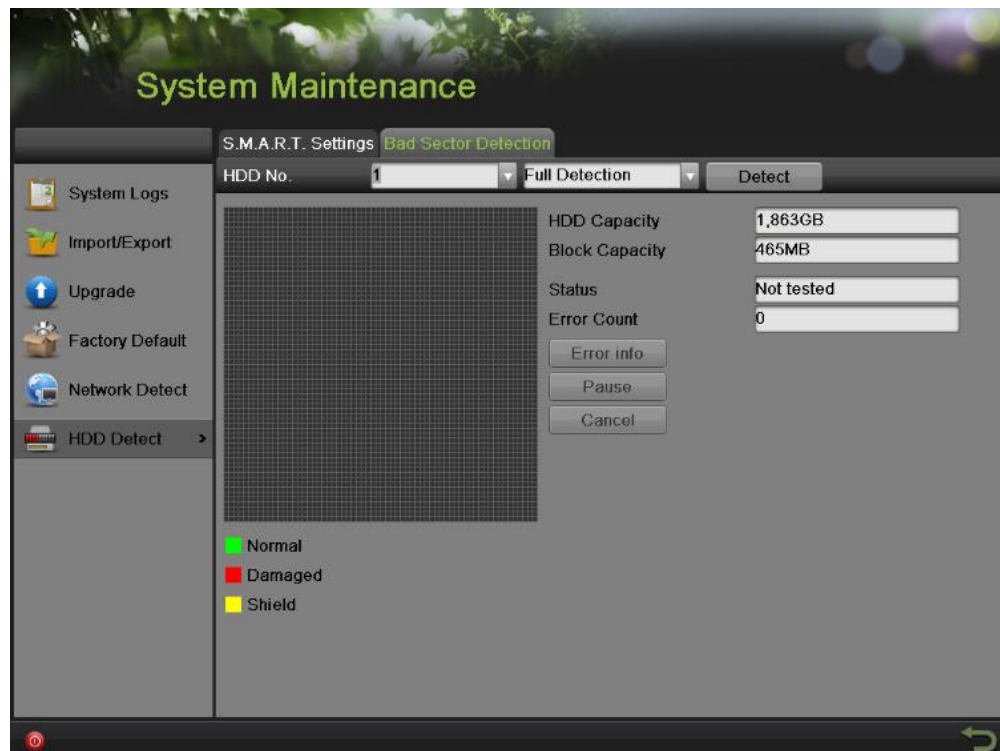 System Maintenance
S.M.A.R.T. Settings Bad Sector Detection
HDD No. 1 Full Detection Detect
System Logs
Import/Export
Upgrade
Factory Default
Network Detect
HDD Detect >
HDD Capacity 1,863GB
Block Capacity 465MB
Status Not tested
Error Count 0
Error info
Pause
Cancel
Normal
Damaged
Shield